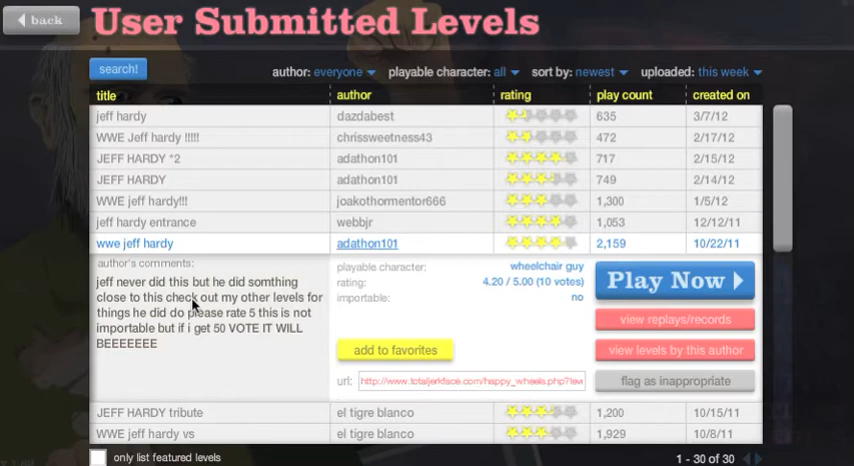 back
User Submitted Levels
search!
author: everyone playable character: all sort by: newest uploaded: this week
title author rating play count created on
jeff hardy dazdabest 635 3/7/12
WWE Jeff hardy !!!!! chrissweetness43 472 2/17/12
JEFF HARDY *2 adathon101 717 2/15/12
JEFF HARDY adathon101 749 2/14/12
WWE jeff hardy!!! joakothormentor666 1,300 1/5/12
jeff hardy entrance webbjr 1,053 12/12/11
wwe jeff hardy adathon101 2,159 10/22/11
author's comments:
jeff never did this but he did somthing
close to this check out my other levels for
things he did do please rate 5 this is not
importable but if i get 50 VOTE IT WILL
BEEEEEEE
playable character: wheelchair guy
rating: 4.20 / 5.00 (10 votes)
importable: no
add to favorites
url: http://www.totaljerkface.com/happy_wheels.php?leve
Play Now
view replays/records
view levels by this author
flag as inappropriate
JEFF HARDY tribute el tigre blanco 1,200 10/15/11
WWE jeff hardy vs el tigre blanco 1,929 10/8/11
only list featured levels
1 - 30 of 30